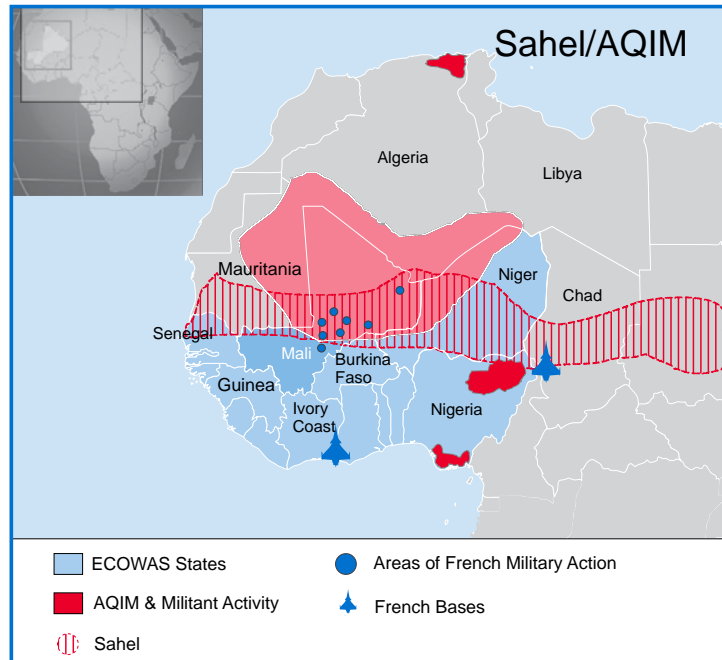 Sahel/AQIM
Algeria
Libya
Mauritania
Niger
Chad
Senegal
Mali
Burkina
Faso
Guinea
Ivory
Coast
Nigeria
ECOWAS States
Areas of French Military Action
AQIM & Militant Activity
French Bases
Sahel